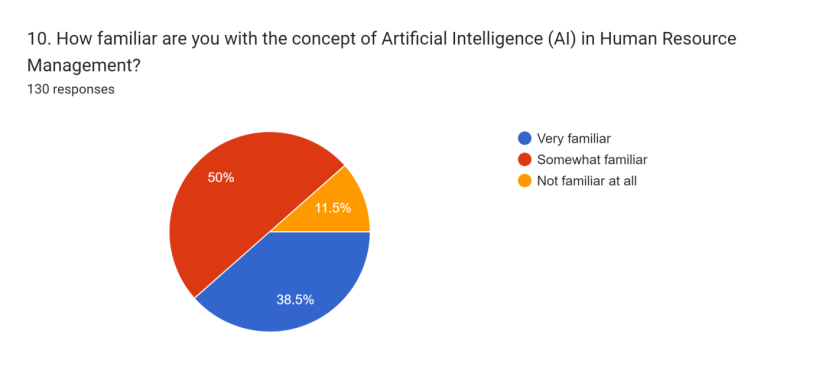 10. How familiar are you with the concept of Artificial Intelligence (AI) in Human Resource
Management?
130 responses
Very familiar
Somewhat familiar
Not familiar at all
50%
11.5%
38.5%